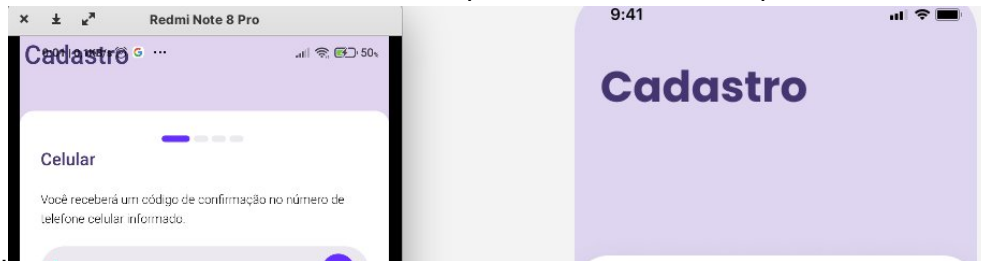 Redmi Note 8 Pro
Cadastro
50%
Celular
Você receberá um código de confirmação no número de
telefone celular informado.
9:41
Cadastro